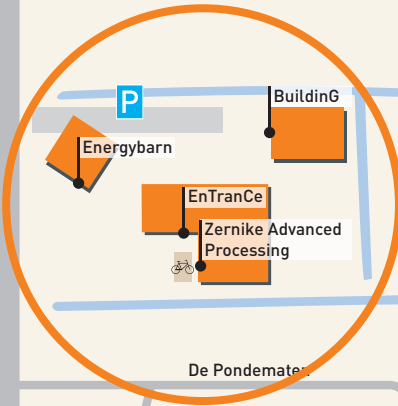 P
BuildinG
Energybarn
EnTranCe
Zernike Advanced
Processing
De Pondematen